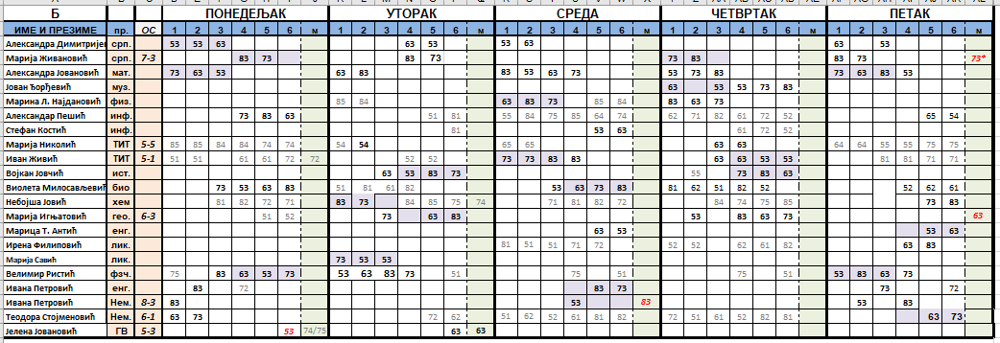 Б ПОНЕДЕЉАК УТОРАК СРЕДА ЧЕТВРТАК ПЕТАК
ИМЕ И ПРЕЗИМЕ пр. ОС 1 2 3 4 5 6 м 1 2 3 4 5 6 м 1 2 3 4 5 6 м 1 2 3 4 5 6 м 1 2 3 4 5 6 м
Александра Димитријев срп. 53 53 63 63 53 53 63 63 53
Марија Живановић срп. 7-3 83 73 83 73 73 83 83 73 73*
Александра Јовановић мат. 73 73 53 63 83 83 53 63 73 53 73 83 73 63 83 53
Јован Ђорђевић муз. 63 53 53 73 83
Марина Л. Најдановић физ. 85 84 63 83 73 85 84 83 63 73
Александар Пешић инф. 73 83 63 51 81 55 84 75 85 64 74 62 71 82 61 72 52 65 54
Стефан Костић инф. 81 53 63 61 72 52
Марија Николић ТИТ 5-5 85 85 84 84 74 74 54 54 65 65 63 63 64 64 55 55 75 75
Иван Живић ТИТ 5-1 51 51 61 61 72 72 52 52 73 73 83 83 63 63 53 53 81 81 71 71
Војкан Јовчић ист. 63 53 83 73 55 73 83 63
Виолета Милосављевић био 73 53 63 83 51 81 61 82 53 63 73 83 81 62 51 82 52 52 62 61
Небојша Јовић хем 81 82 72 71 83 73 84 85 75 74 71 81 82 72 84 74 75 85 73 83
Марија Игњатовић гео. 6-3 51 52 73 63 83 53 83 63 73 63
Марица Т. Антић енг. 63 53 53 63
Ирена Филиповић лик. 81 51 51 71 72 52 52 71 61 82 63 83
Марија Савић лик. 73 53 53
Велимир Ристић фзч. 75 83 63 53 73 53 63 83 73 51 75 51 75 51 53 83 63 73
Ивана Петровић енг. 83 72 83 73 73 72
Ивана Петровић Нем. 8-3 83 53 83 53 83
Теодора Стојменовић Нем. 6-1 63 73 72 62 51 62 52 61 81 82 72 51 61 52 82 81 63 73
Јелена Јовановић ГВ 5-3 53 74/75 63 63